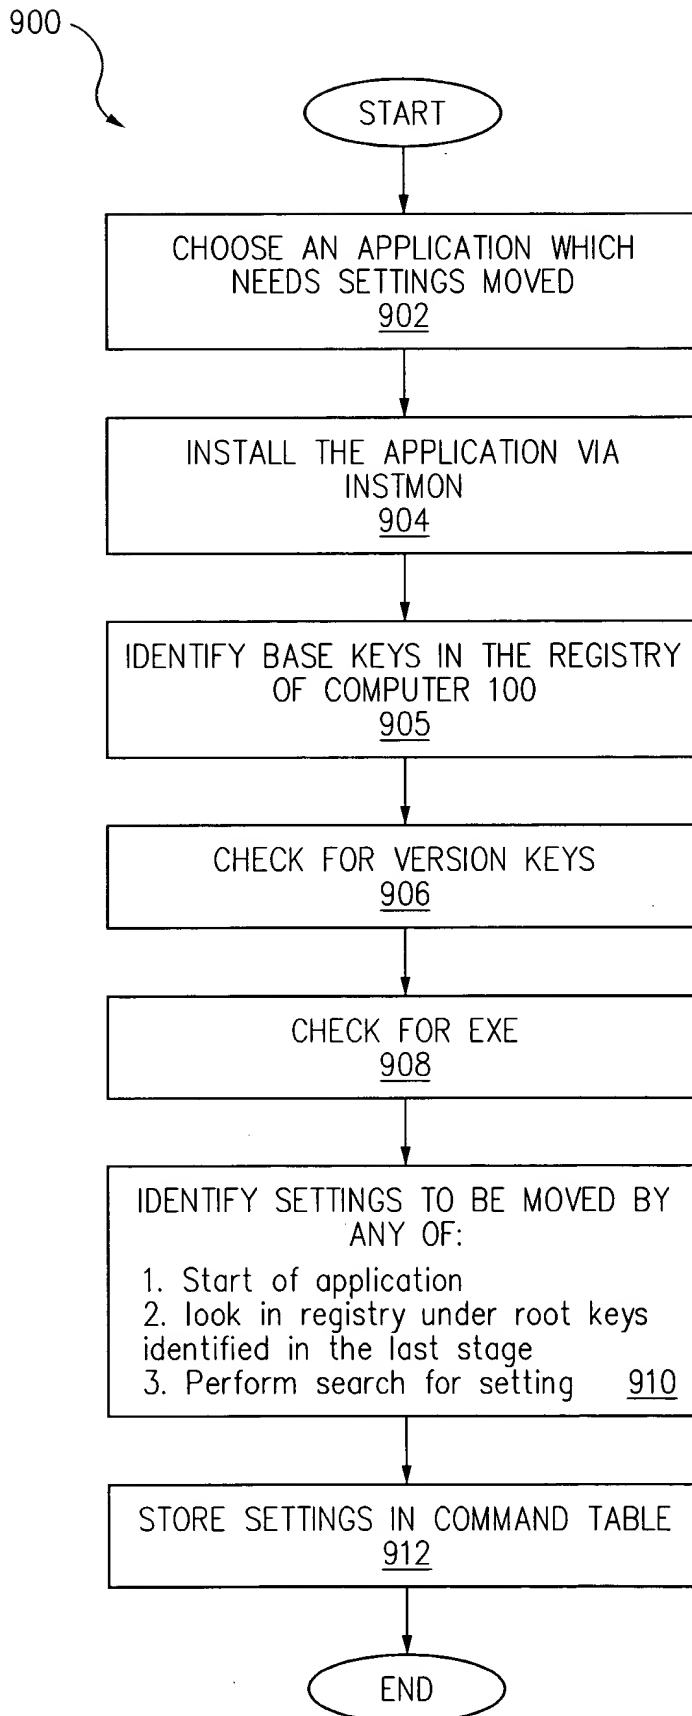 900
START
CHOOSE AN APPLICATION WHICH
NEEDS SETTINGS MOVED
902
INSTALL THE APPLICATION VIA
INSTMON
904
IDENTIFY BASE KEYS IN THE REGISTRY
OF COMPUTER 100
905
CHECK FOR VERSION KEYS
906
CHECK FOR EXE
908
IDENTIFY SETTINGS TO BE MOVED BY
ANY OF:
1. Start of application
2. look in registry under root keys
identified in the last stage
3. Perform search for setting 910
STORE SETTINGS IN COMMAND TABLE
912
END